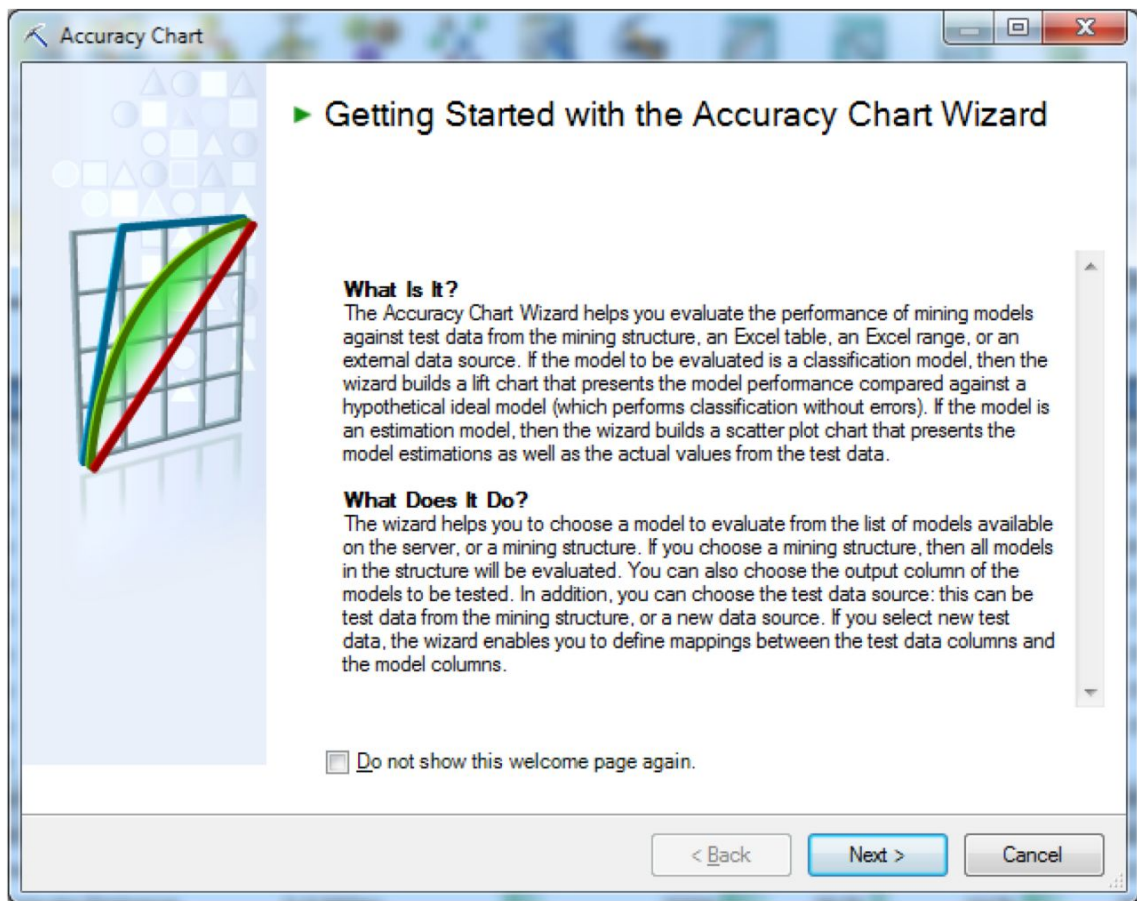 Accuracy Chart
Getting Started with the Accuracy Chart Wizard
What Is It?
The Accuracy Chart Wizard helps you evaluate the performance of mining models
against test data from the mining structure, an Excel table, an Excel range, or an
external data source. If the model to be evaluated is a classification model, then the
wizard builds a lift chart that presents the model performance compared against a
hypothetical ideal model (which performs classification without errors). If the model is
an estimation model, then the wizard builds a scatter plot chart that presents the
model estimations as well as the actual values from the test data.
What Does It Do?
The wizard helps you to choose a model to evaluate from the list of models available
on the server, or a mining structure. If you choose a mining structure, then all models
in the structure will be evaluated. You can also choose the output column of the
models to be tested. In addition, you can choose the test data source: this can be
test data from the mining structure, or a new data source. If you select new test
data, the wizard enables you to define mappings between the test data columns and
the model columns.
Do not show this welcome page again.
< Back
Next >
Cancel